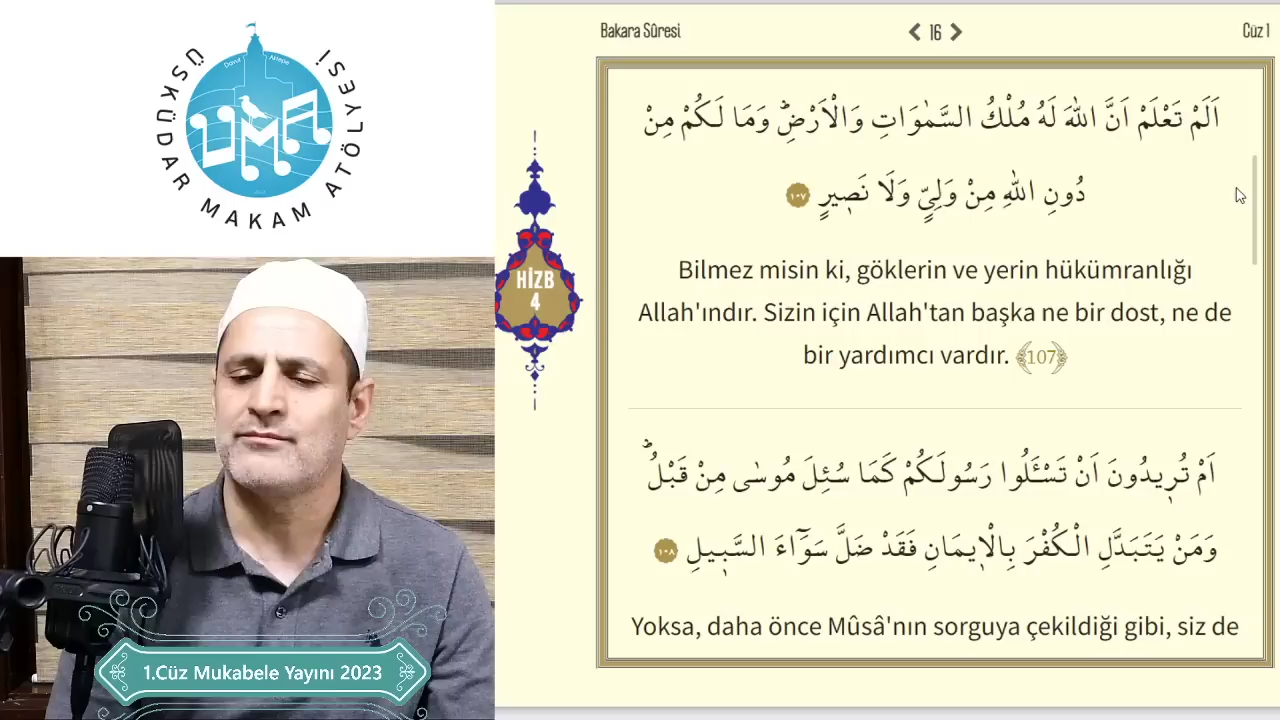 ÜSKÜDAR MAKAM ATÖLYESİ
Davut Aktepe
UMA
Bakara Sûresi
16
Cüz 1
HİZB
4
اَلَمْ تَعْلَمْ اَنَّ اللّٰهَ لَهُ مُلْكُ السَّمٰوَاتِ وَالْاَرْضِۜ وَمَا لَكُمْ مِنْ
دُونِ اللّٰهِ مِنْ وَلِيٍّ وَلَا نَص۪يرٍ ﴿١٠٧﴾
Bilmez misin ki, göklerin ve yerin hükümranlığı
Allah'ındır. Sizin için Allah'tan başka ne bir dost, ne de
bir yardımcı vardır. ﴾107﴿
اَمْ تُر۪يدُونَ اَنْ تَسْـَٔلُوا رَسُولَكُمْ كَمَا سُئِلَ مُوسٰى مِنْ قَبْلُۜ
وَمَنْ يَتَبَدَّلِ الْكُفْرَ بِالْا۪يمَانِ فَقَدْ ضَلَّ سَوَٓاءَ السَّب۪يلِ ﴿١٠٨﴾
Yoksa, daha önce Mûsâ'nın sorguya çekildiği gibi, siz de
1.Cüz Mukabele Yayını 2023